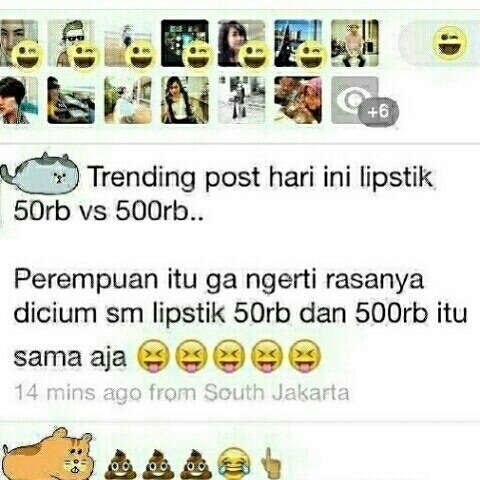 +6
Trending post hari ini lipstik
50rb vs 500rb..
Perempuan itu ga ngerti rasanya
dicium sm lipstik 50rb dan 500rb itu
sama aja 😝😝😝😝😝
14 mins ago from South Jakarta
💩💩💩😂👆